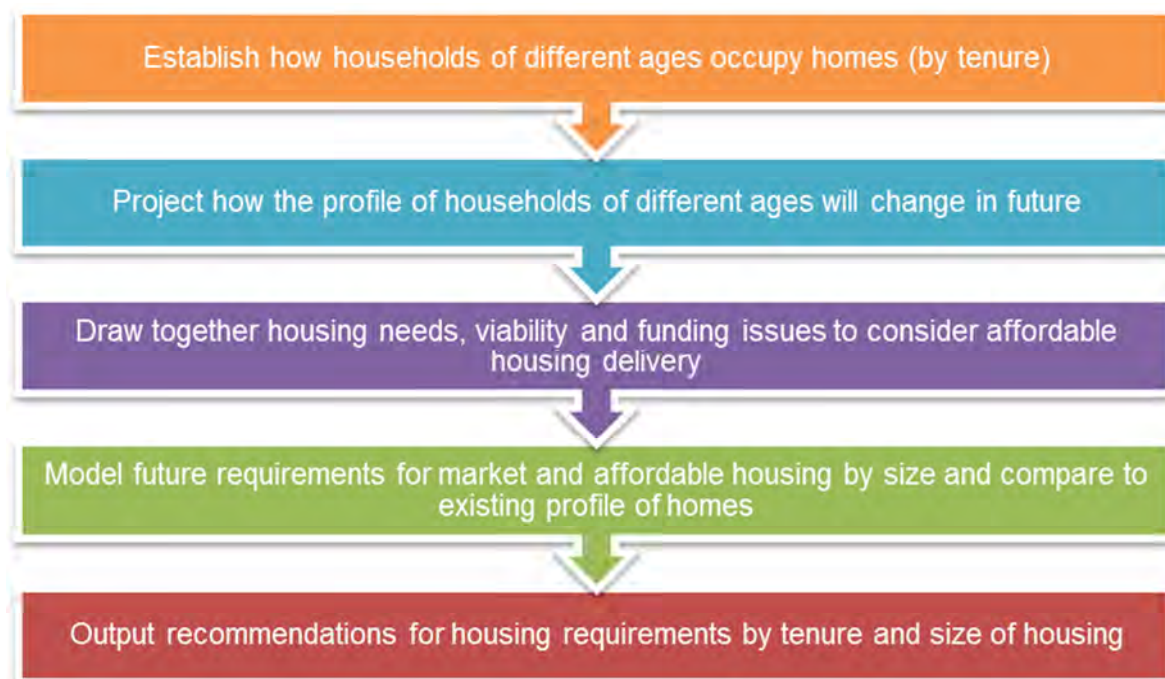 Establish how households of different ages occupy homes (by tenure)
Project how the profile of households of different ages will change in future
Draw together housing needs, viability and funding issues to consider affordable
housing delivery
Model future requirements for market and affordable housing by size and compare to
existing profile of homes
Output recommendations for housing requirements by tenure and size of housing